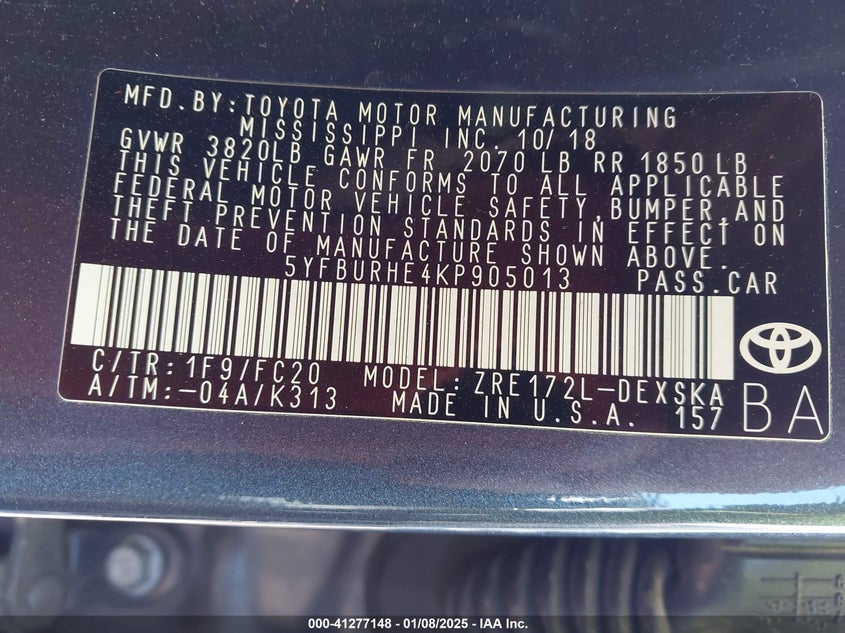 MFD.BY:TOYOTA MOTOR MANUFACTURING
MISSISSIPPI INC. 10/18
GVWR 3820LB GAWR FR 2070 LB RR 1850 LB
THIS VEHICLE CONFORMS TO ALL APPLICABLE
FEDERAL MOTOR VEHICLE SAFETY,BUMPER,AND
THEFT PREVENTION STANDARDS IN EFFECT ON
THE DATE OF MANUFACTURE SHOWN ABOVE.
5YFBURHE4KP905013 PASS.CAR
C/TR: 1F9/FC20 MODEL: ZRE172L-DEXSKA
A/TM:-04A/K313 MADE IN U.S.A. 157 BA
000-41277148 - 01/08/2025 - IAA Inc.